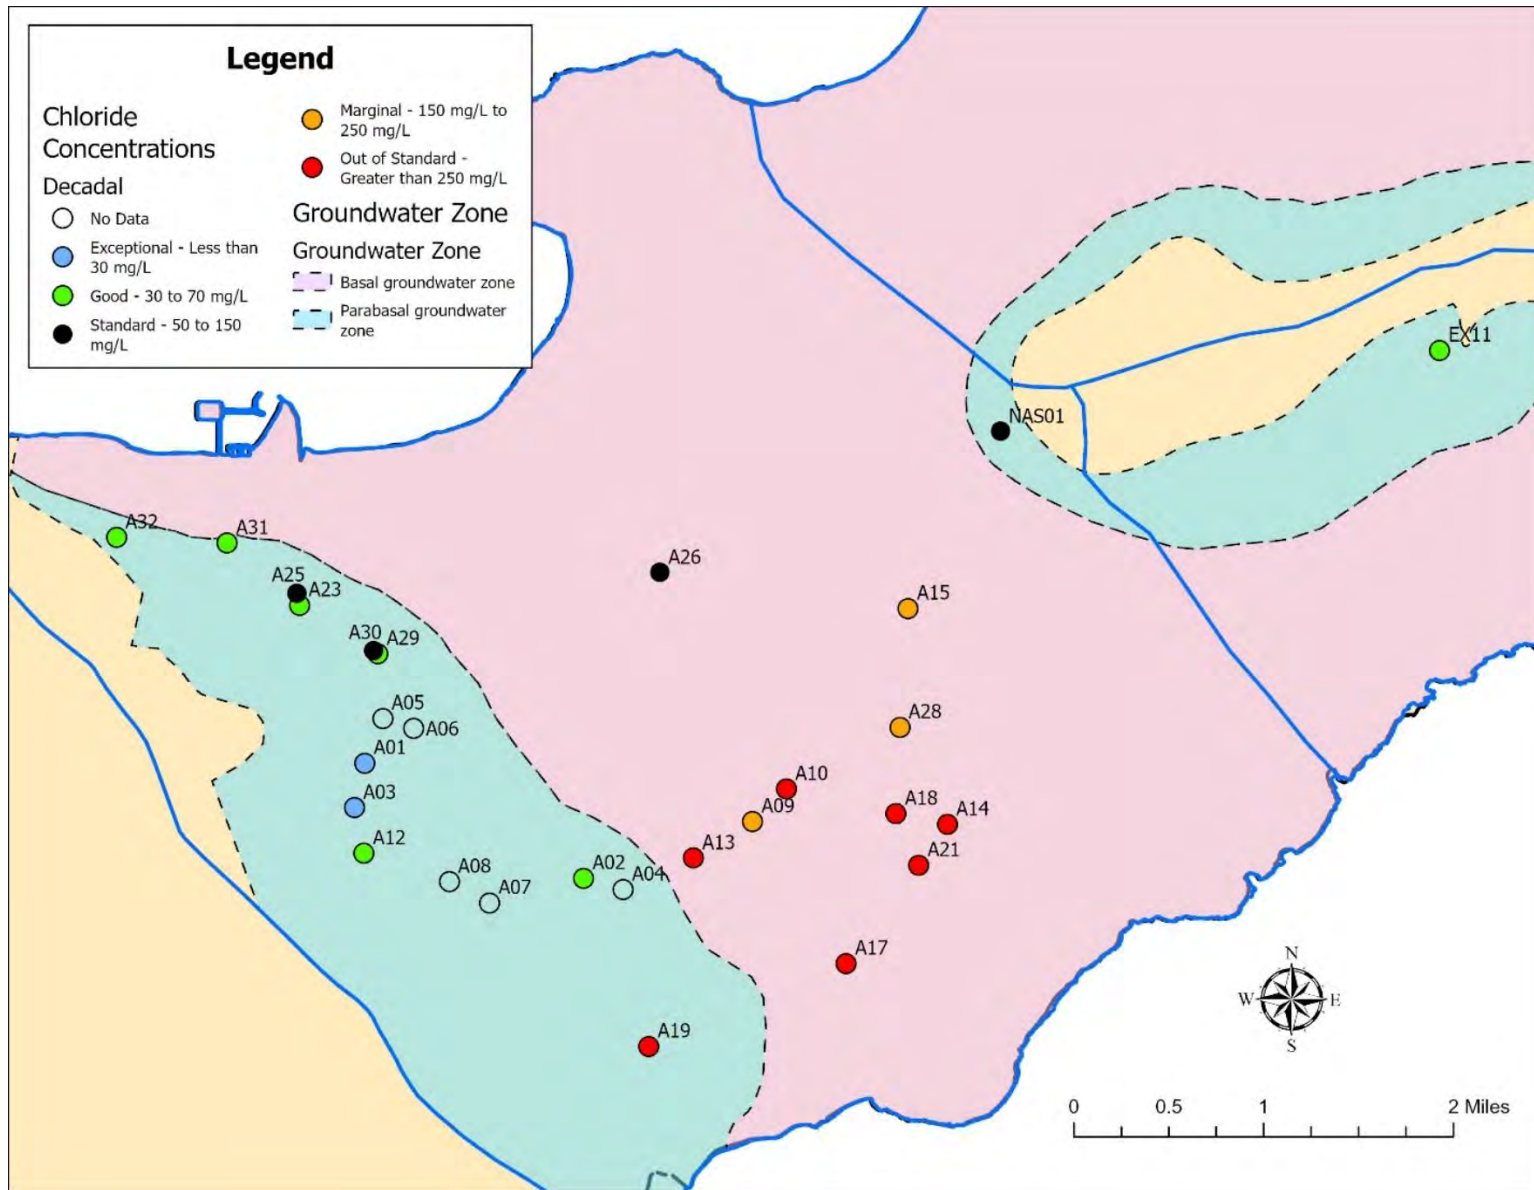 Legend
Chloride
Concentrations
Decadal
No Data
Exceptional - Less than
30 mg/L
Good - 30 to 70 mg/L
Standard - 50 to 150
mg/L
Marginal - 150 mg/L to
250 mg/L
Out of Standard -
Greater than 250 mg/L
Groundwater Zone
Groundwater Zone
Basal groundwater zone
Parabasal groundwater
zone
EX11
NAS01
A32
A31
A26
A25
A23
A15
A30
A29
A05
A06
A28
A01
A10
A03
A09
A18
A14
A12
A13
A21
A08
A02
A04
A07
A17
A19
N
W
E
S
0
0.5
1
2 Miles